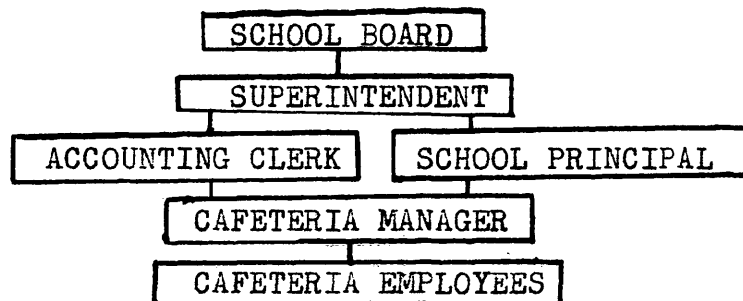 SCHOOL BOARD
SUPERINTENDENT
ACCOUNTING CLERK
SCHOOL PRINCIPAL
CAFETERIA MANAGER
CAFETERIA EMPLOYEES